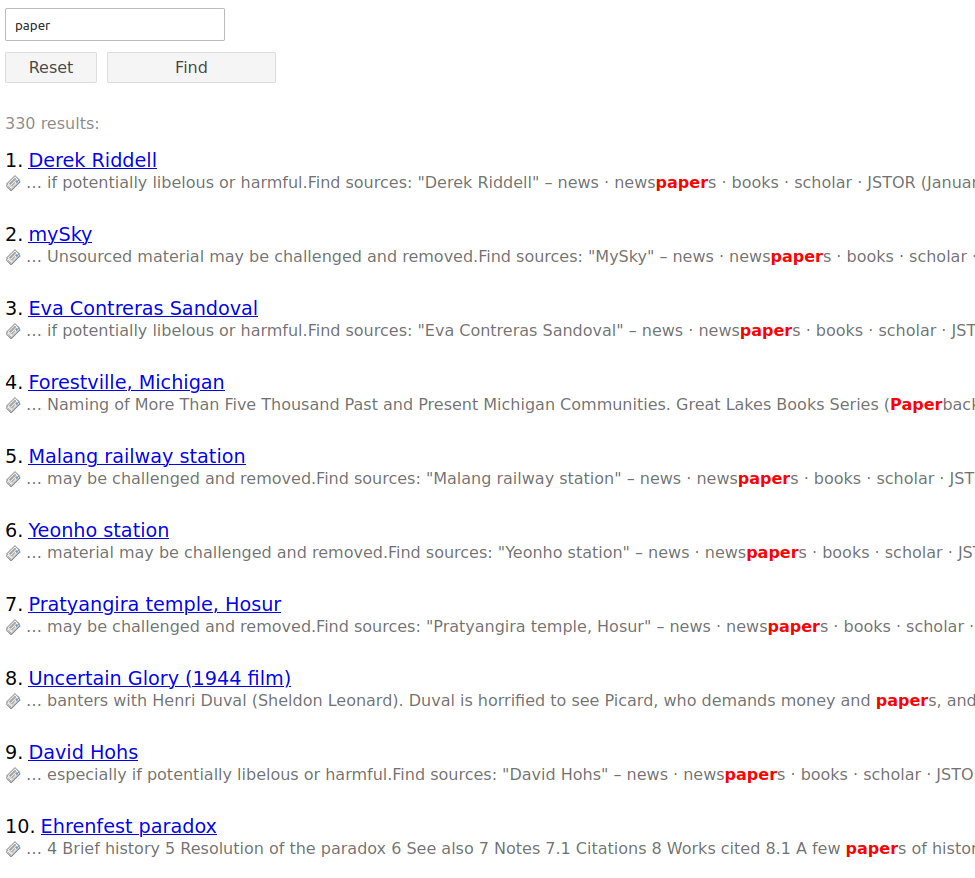 paper
Reset Find
330 results:
1. Derek Riddell
... if potentially libelous or harmful.Find sources: "Derek Riddell" – news · newspapers · books · scholar · JSTOR (Januar
2. mySky
... Unsourced material may be challenged and removed.Find sources: "MySky" – news · newspapers · books · scholar ·
3. Eva Contreras Sandoval
... if potentially libelous or harmful.Find sources: "Eva Contreras Sandoval" – news · newspapers · books · scholar · JST
4. Forestville, Michigan
... Naming of More Than Five Thousand Past and Present Michigan Communities. Great Lakes Books Series (Paperback
5. Malang railway station
... may be challenged and removed.Find sources: "Malang railway station" – news · newspapers · books · scholar · JST
6. Yeonho station
... material may be challenged and removed.Find sources: "Yeonho station" – news · newspapers · books · scholar · JS
7. Pratyangira temple, Hosur
... may be challenged and removed.Find sources: "Pratyangira temple, Hosur" – news · newspapers · books · scholar ·
8. Uncertain Glory (1944 film)
... banters with Henri Duval (Sheldon Leonard). Duval is horrified to see Picard, who demands money and papers, and
9. David Hohs
... especially if potentially libelous or harmful.Find sources: "David Hohs" – news · newspapers · books · scholar · JSTO
10. Ehrenfest paradox
... 4 Brief history 5 Resolution of the paradox 6 See also 7 Notes 7.1 Citations 8 Works cited 8.1 A few papers of histor